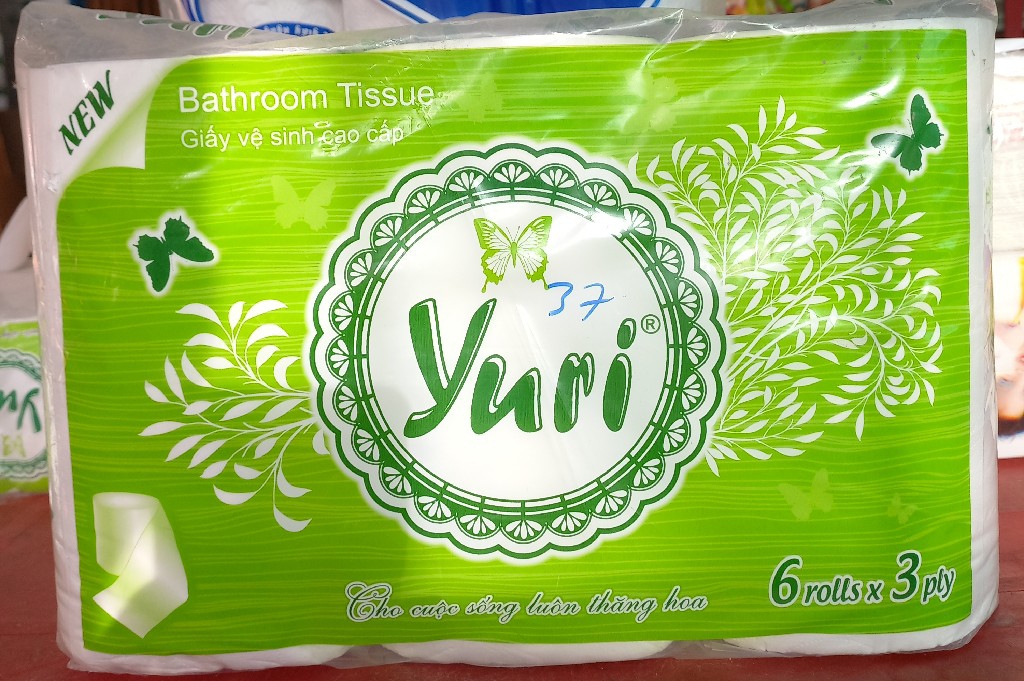 NEW
Bathroom Tissue
Giấy vệ sinh cao cấp
37
Yuri®
Cho cuộc sống luôn thăng hoa
6 rolls x 3 ply